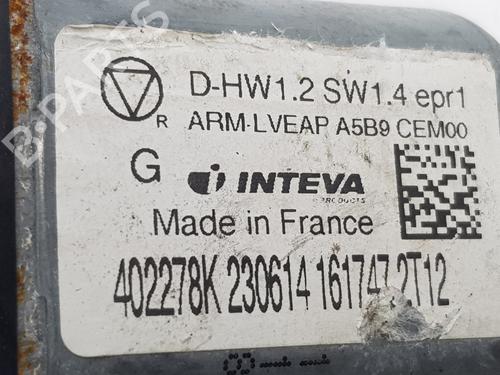 D-HW1.2 SW1.4 epr1
R ARM-LVEAP A5B9 CEM00
G INTEVA
PRODUCTS
Made in France
402278K 230614 161747 2T12
B-PARTS